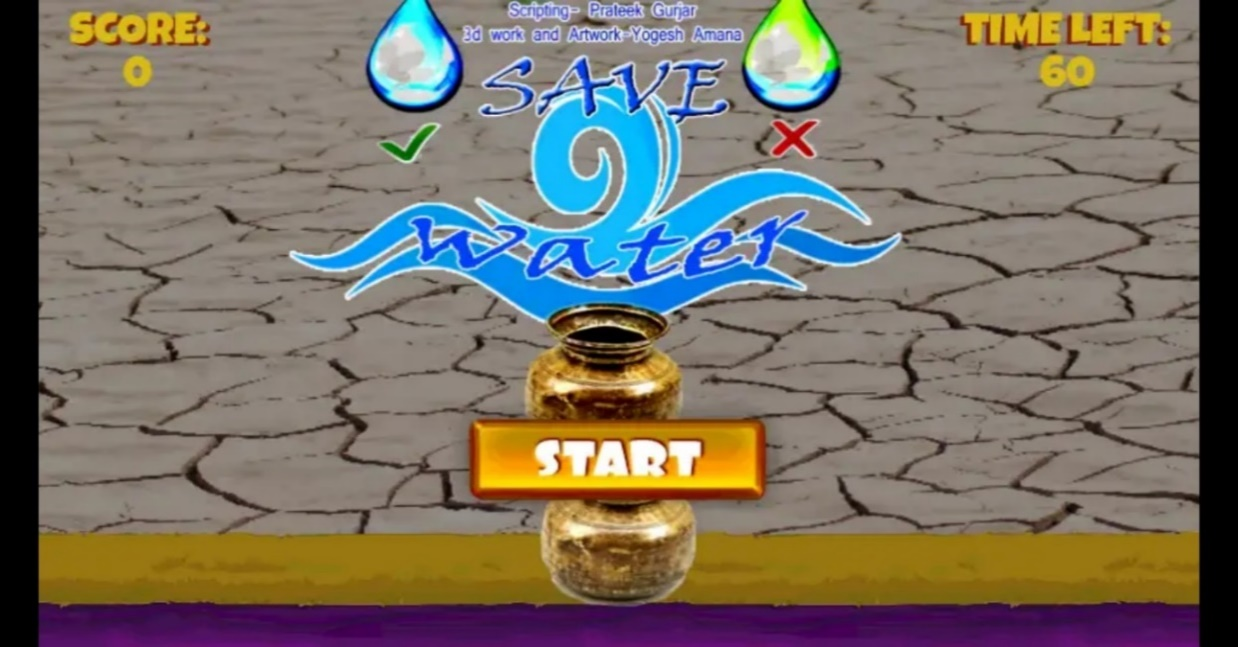 SCORE:
0
Scripting- Prateek Gurjar
3d work and Artwork-Yogesh Amana
TIME LEFT:
60
SAVE
water
START